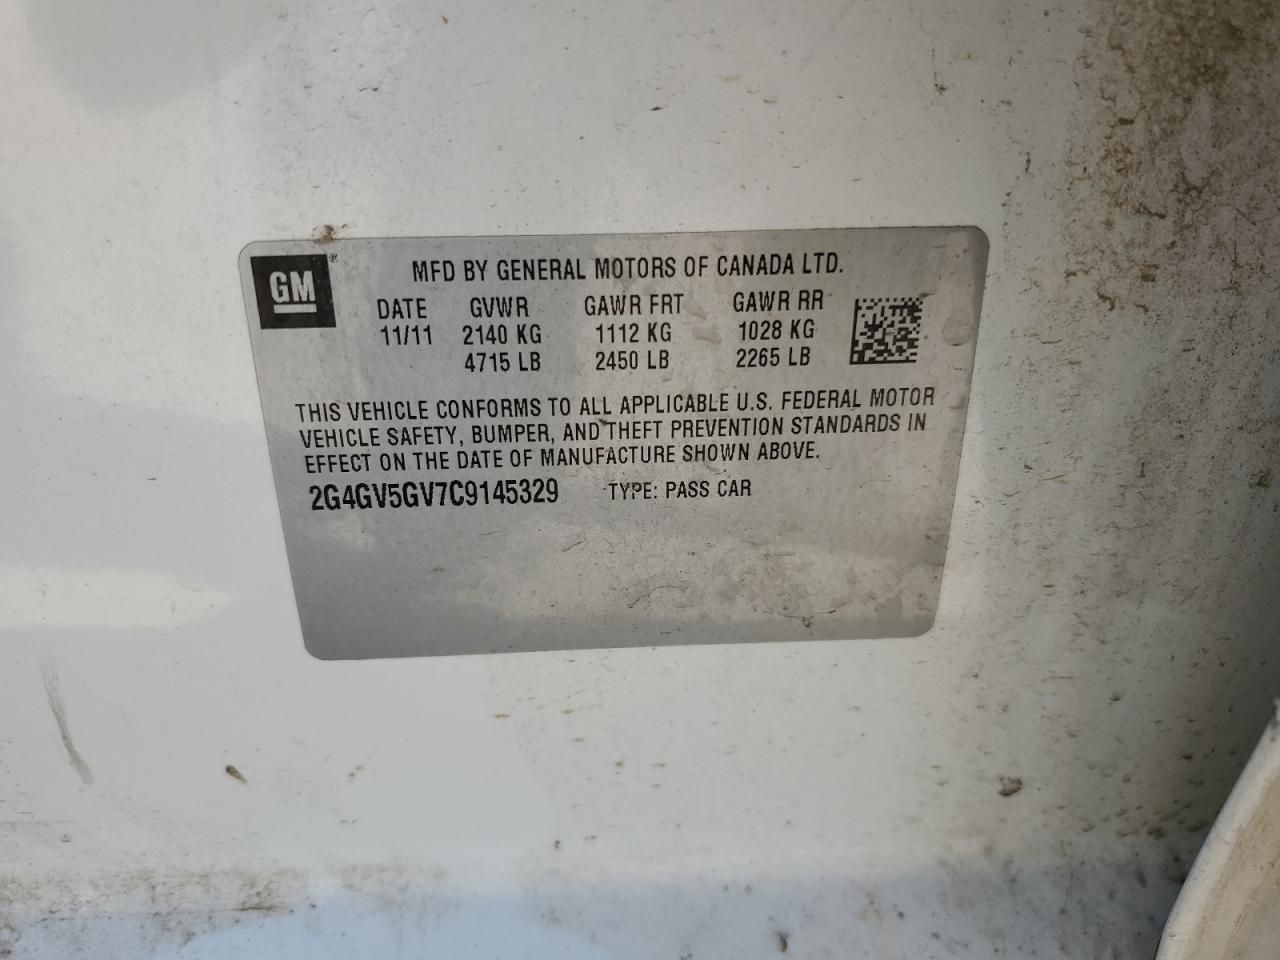 GM®
MFD BY GENERAL MOTORS OF CANADA LTD.
DATE GVWR GAWR FRT GAWR RR
11/11 2140 KG 1112 KG 1028 KG
4715 LB 2450 LB 2265 LB
THIS VEHICLE CONFORMS TO ALL APPLICABLE U.S. FEDERAL MOTOR
VEHICLE SAFETY, BUMPER, AND THEFT PREVENTION STANDARDS IN
EFFECT ON THE DATE OF MANUFACTURE SHOWN ABOVE.
2G4GV5GV7C9145329 TYPE: PASS CAR